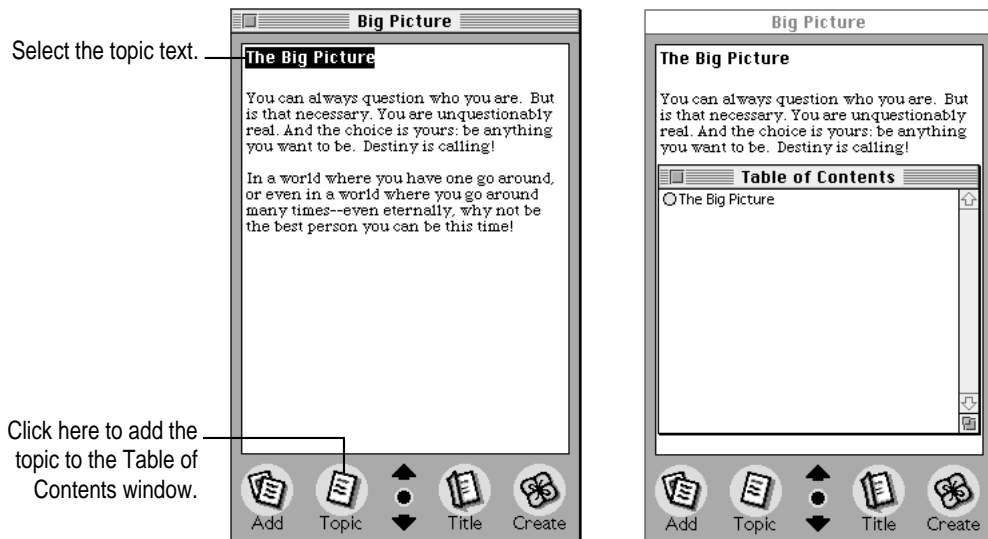 Big Picture
Select the topic text.
The Big Picture
You can always question who you are.  But
is that necessary. You are unquestionably
real. And the choice is yours: be anything
you want to be.  Destiny is calling!
In a world where you have one go around,
or even in a world where you go around
many times--even eternally, why not be
the best person you can be this time!
Click here to add the
topic to the Table of
Contents window.
Add Topic Title Create
Big Picture
The Big Picture
You can always question who you are.  But
is that necessary. You are unquestionably
real. And the choice is yours: be anything
you want to be.  Destiny is calling!
Table of Contents
The Big Picture
Add Topic Title Create